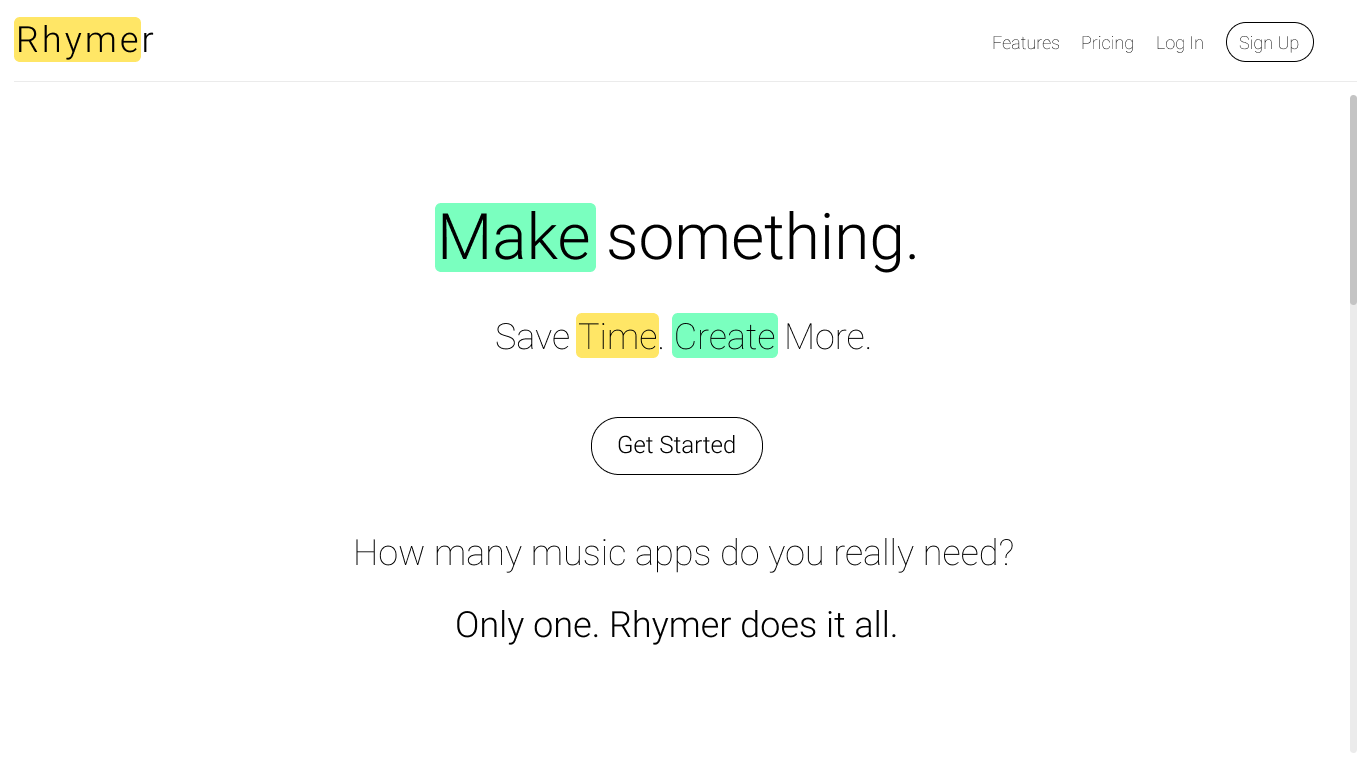 Rhymer
Features Pricing Log In Sign Up
Make something.
Save Time. Create More.
Get Started
How many music apps do you really need?
Only one. Rhymer does it all.